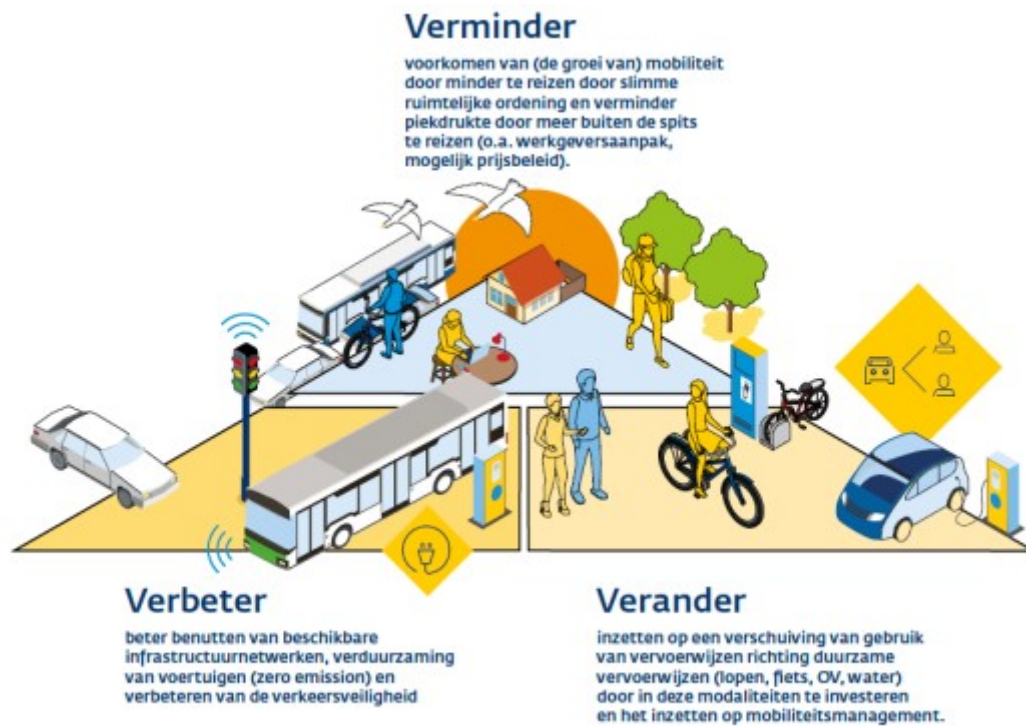 Verminder
voorkomen van (de groei van) mobiliteit
door minder te reizen door slimme
ruimtelijke ordening en verminder
piekdrukte door meer buiten de spits
te reizen (o.a. werkgeversaanpak,
mogelijk prijsbeleid).
Verbeter
beter benutten van beschikbare
infrastructuurnetwerken, verduurzaming
van voertuigen (zero emission) en
verbeteren van de verkeersveiligheid
Verander
inzetten op een verschuiving van gebruik
van vervoerwijzen richting duurzame
vervoerwijzen (lopen, fiets, OV, water)
door in deze modaliteiten te investeren
en het inzetten op mobiliteitsmanagement.